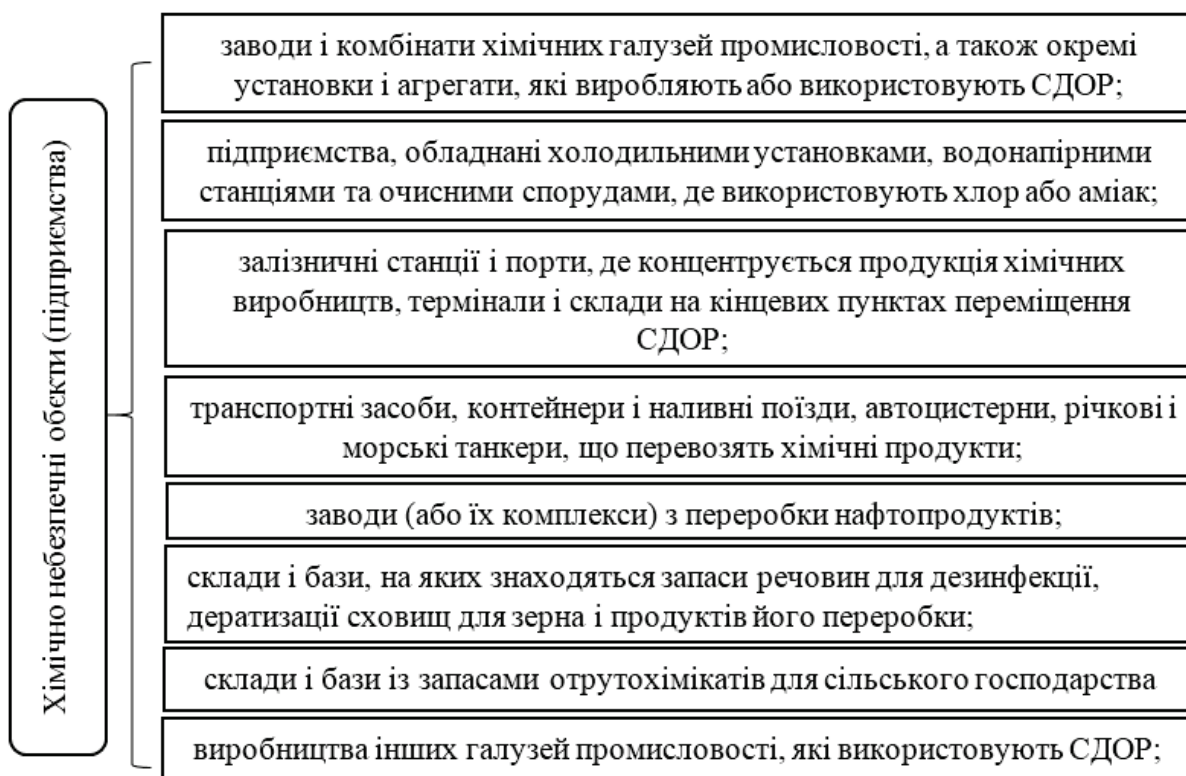 Хімічно небезпечні обєкти (підприємства)
заводи і комбінати хімічних галузей промисловості, а також окремі
установки і агрегати, які виробляють або використовують СДОР;
підприємства, обладнані холодильними установками, водонапірними
станціями та очисними спорудами, де використовують хлор або аміак;
залізничні станції і порти, де концентрується продукція хімічних
виробництв, термінали і склади на кінцевих пунктах переміщення
СДОР;
транспортні засоби, контейнери і наливні поїзди, автоцистерни, річкові і
морські танкери, що перевозять хімічні продукти;
заводи (або їх комплекси) з переробки нафтопродуктів;
склади і бази, на яких знаходяться запаси речовин для дезинфекції,
дератизації сховищ для зерна і продуктів його переробки;
склади і бази із запасами отрутохімікатів для сільського господарства
виробництва інших галузей промисловості, які використовують СДОР;